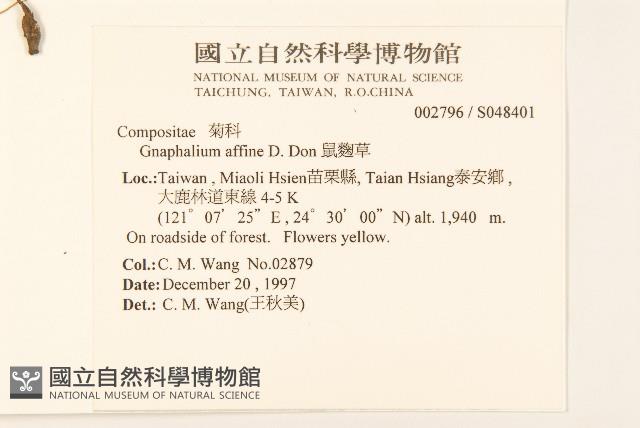 國立自然科學博物館
NATIONAL MUSEUM OF NATURAL SCIENCE
TAICHUNG, TAIWAN, R.O.CHINA
002796 / S048401
Compositae 菊科
Gnaphalium affine D. Don 鼠麴草
Loc.:Taiwan , Miaoli Hsien苗栗縣, Taian Hsiang泰安鄉 ,
大鹿林道東線 4-5 K
(121° 07' 25" E , 24° 30' 00" N) alt. 1,940 m.
On roadside of forest. Flowers yellow.
Col.:C. M. Wang No.02879
Date:December 20 , 1997
Det.: C. M. Wang(王秋美)
國立自然科學博物館
NATIONAL MUSEUM OF NATURAL SCIENCE